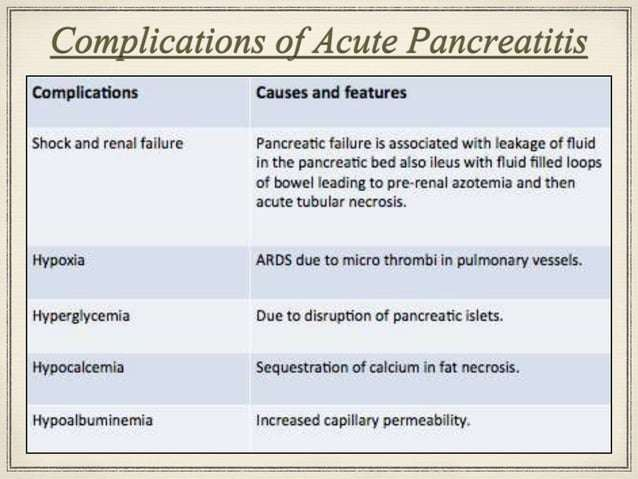 Complications of Acute Pancreatitis
Complications Causes and features
Shock and renal failure Pancreatic failure is associated with leakage of fluid
in the pancreatic bed also ileus with fluid filled loops
of bowel leading to pre-renal azotemia and then
acute tubular necrosis.
Hypoxia ARDS due to micro thrombi in pulmonary vessels.
Hyperglycemia Due to disruption of pancreatic islets.
Hypocalcemia Sequestration of calcium in fat necrosis.
Hypoalbuminemia Increased capillary permeability.